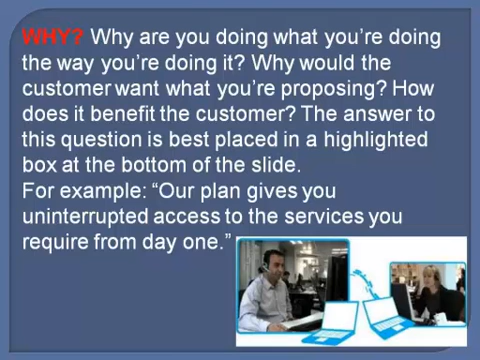 WHY? Why are you doing what you’re doing
the way you’re doing it? Why would the
customer want what you’re proposing? How
does it benefit the customer? The answer to
this question is best placed in a highlighted
box at the bottom of the slide.
For example: “Our plan gives you
uninterrupted access to the services you
require from day one.”